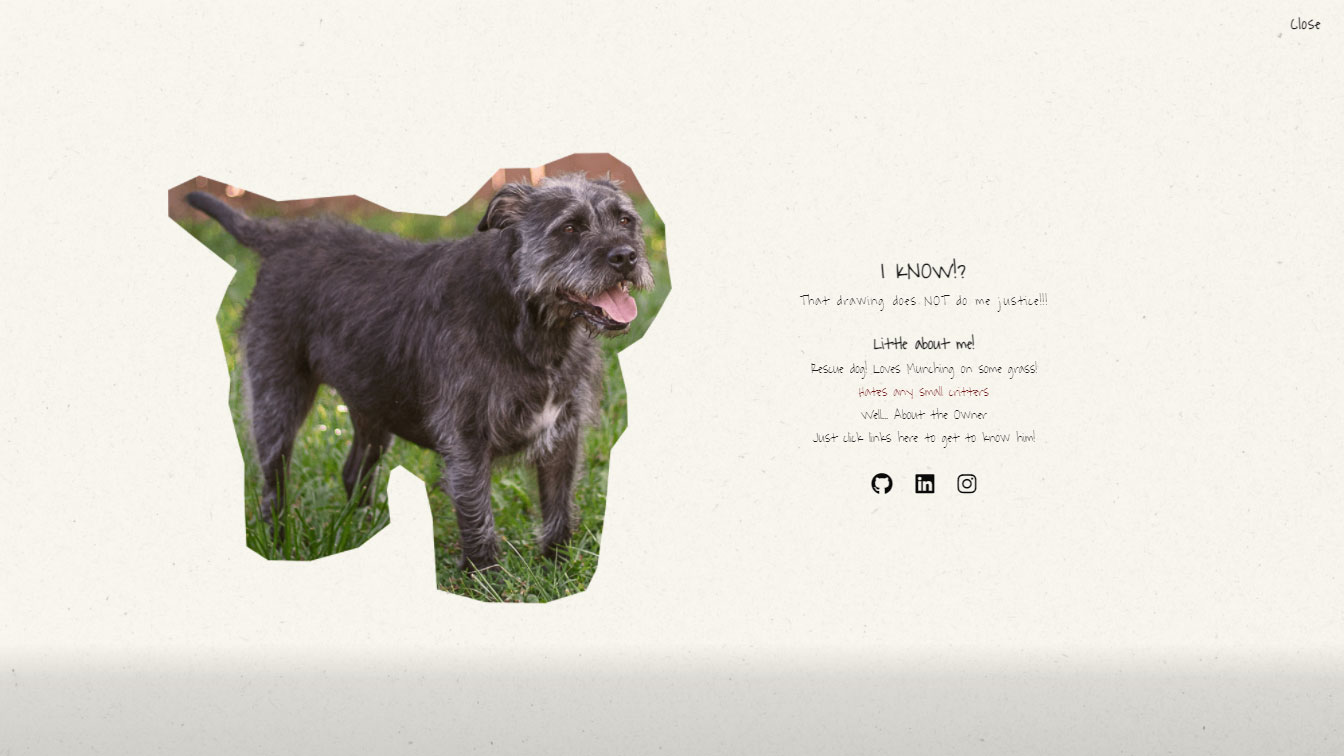 Close
I KNOW!?
That drawing does NOT do me justice!!!
Little about me!
Rescue dog! Loves Munching on some grass!
Hates any small critters
Well... About the Owner
Just click links here to get to know him!
in